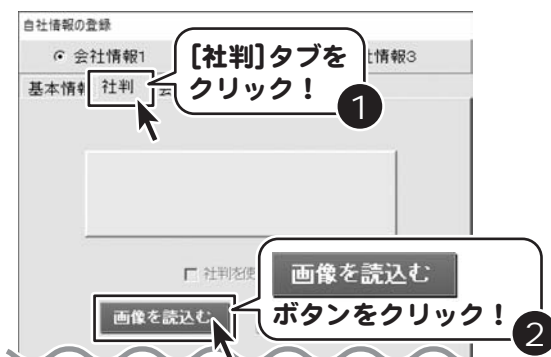 自社情報の登録
会社情報1
情報3
[社判]タブを
クリック！
1
基本情
社判
社判を使
画像を読込む
ボタンをクリック！
2
画像を読込む